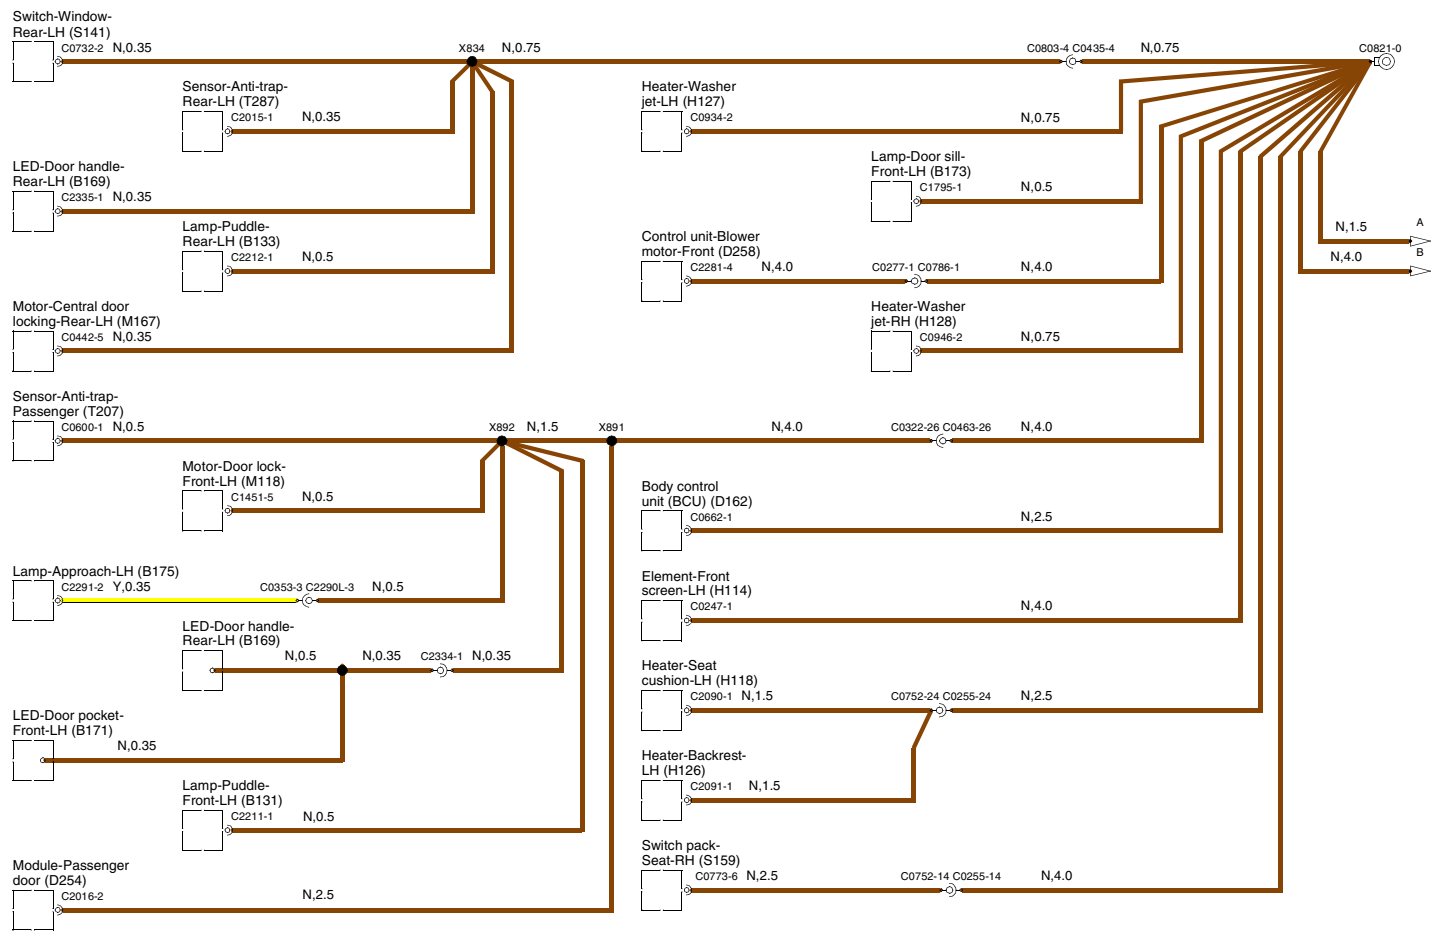 Switch-Window-
Rear-LH (S141)
C0732-2 N,0.35
X834 N,0.75
C0803-4 C0435-4 N,0.75
C0821-0
Sensor-Anti-trap-
Rear-LH (T287)
C2015-1 N,0.35
LED-Door handle-
Rear-LH (B169)
C2335-1 N,0.35
Lamp-Puddle-
Rear-LH (B133)
C2212-1 N,0.5
Motor-Central door
locking-Rear-LH (M167)
C0442-5 N,0.35
Heater-Washer
jet-LH (H127)
C0934-2 N,0.75
Lamp-Door sill-
Front-LH (B173)
C1795-1 N,0.5
Control unit-Blower
motor-Front (D258)
C2281-4 N,4.0 C0277-1 C0786-1 N,4.0
Heater-Washer
jet-RH (H128)
C0946-2 N,0.75
N,1.5 A
N,4.0 B
Sensor-Anti-trap-
Passenger (T207)
C0600-1 N,0.5
X892 N,1.5 X891
N,4.0 C0322-26 C0463-26 N,4.0
Motor-Door lock-
Front-LH (M118)
C1451-5 N,0.5
Lamp-Approach-LH (B175)
C2291-2 Y,0.35 C0353-3 C2290L-3 N,0.5
LED-Door handle-
Rear-LH (B169)
N,0.5 N,0.35 C2334-1 N,0.35
LED-Door pocket-
Front-LH (B171)
N,0.35
Lamp-Puddle-
Front-LH (B131)
C2211-1 N,0.5
Module-Passenger
door (D254)
C2016-2 N,2.5
Body control
unit (BCU) (D162)
C0662-1 N,2.5
Element-Front
screen-LH (H114)
C0247-1 N,4.0
Heater-Seat
cushion-LH (H118)
C2090-1 N,1.5 C0752-24 C0255-24 N,2.5
Heater-Backrest-
LH (H126)
C2091-1 N,1.5
Switch pack-
Seat-RH (S159)
C0773-6 N,2.5 C0752-14 C0255-14 N,4.0